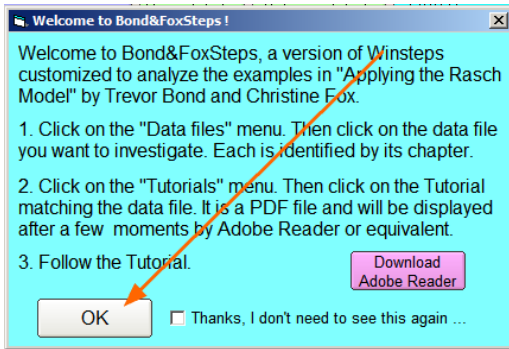 Welcome to Bond&FoxSteps !
Welcome to Bond&FoxSteps, a version of Winsteps
customized to analyze the examples in "Applying the Rasch
Model" by Trevor Bond and Christine Fox.
1. Click on the "Data files" menu. Then click on the data file
you want to investigate. Each is identified by its chapter.
2. Click on the "Tutorials" menu. Then click on the Tutorial
matching the data file. It is a PDF file and will be displayed
after a few moments by Adobe Reader or equivalent.
3. Follow the Tutorial.
Download
Adobe Reader
OK
Thanks, I don't need to see this again ...